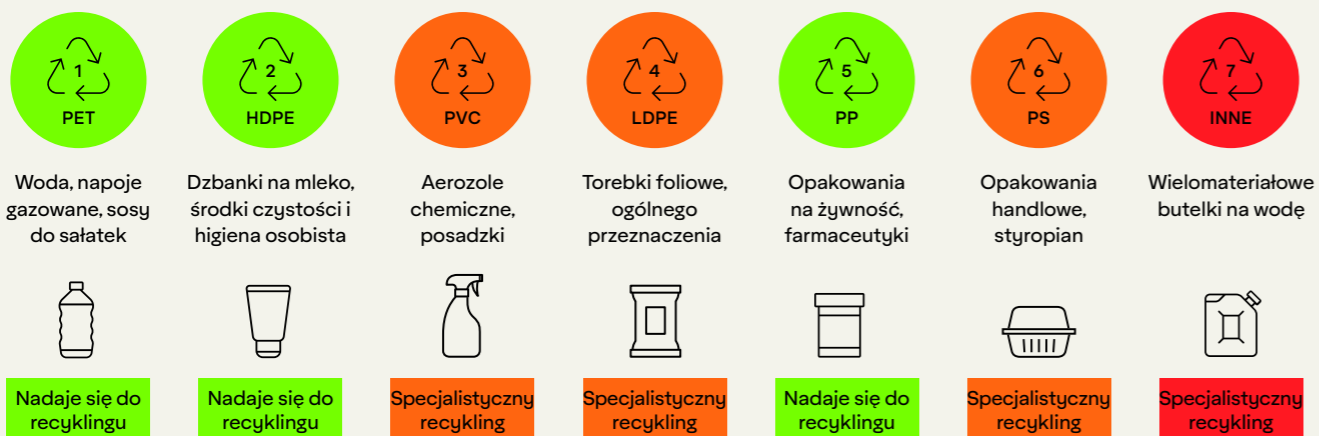 1
PET
Woda, napoje
gazowane, sosy
do sałatek
Nadaje się do
recyklingu
2
HDPE
Dzbanki na mleko,
środki czystości i
higiena osobista
Nadaje się do
recyklingu
3
PVC
Aerozole
chemiczne,
posadzki
Specjalistyczny
recykling
4
LDPE
Torebki foliowe,
ogólnego
przeznaczenia
Specjalistyczny
recykling
5
PP
Opakowania
na żywność,
farmaceutyki
Nadaje się do
recyklingu
6
PS
Opakowania
handlowe,
styropian
Specjalistyczny
recykling
7
INNE
Wielomateriałowe
butelki na wodę
Specjalistyczny
recykling